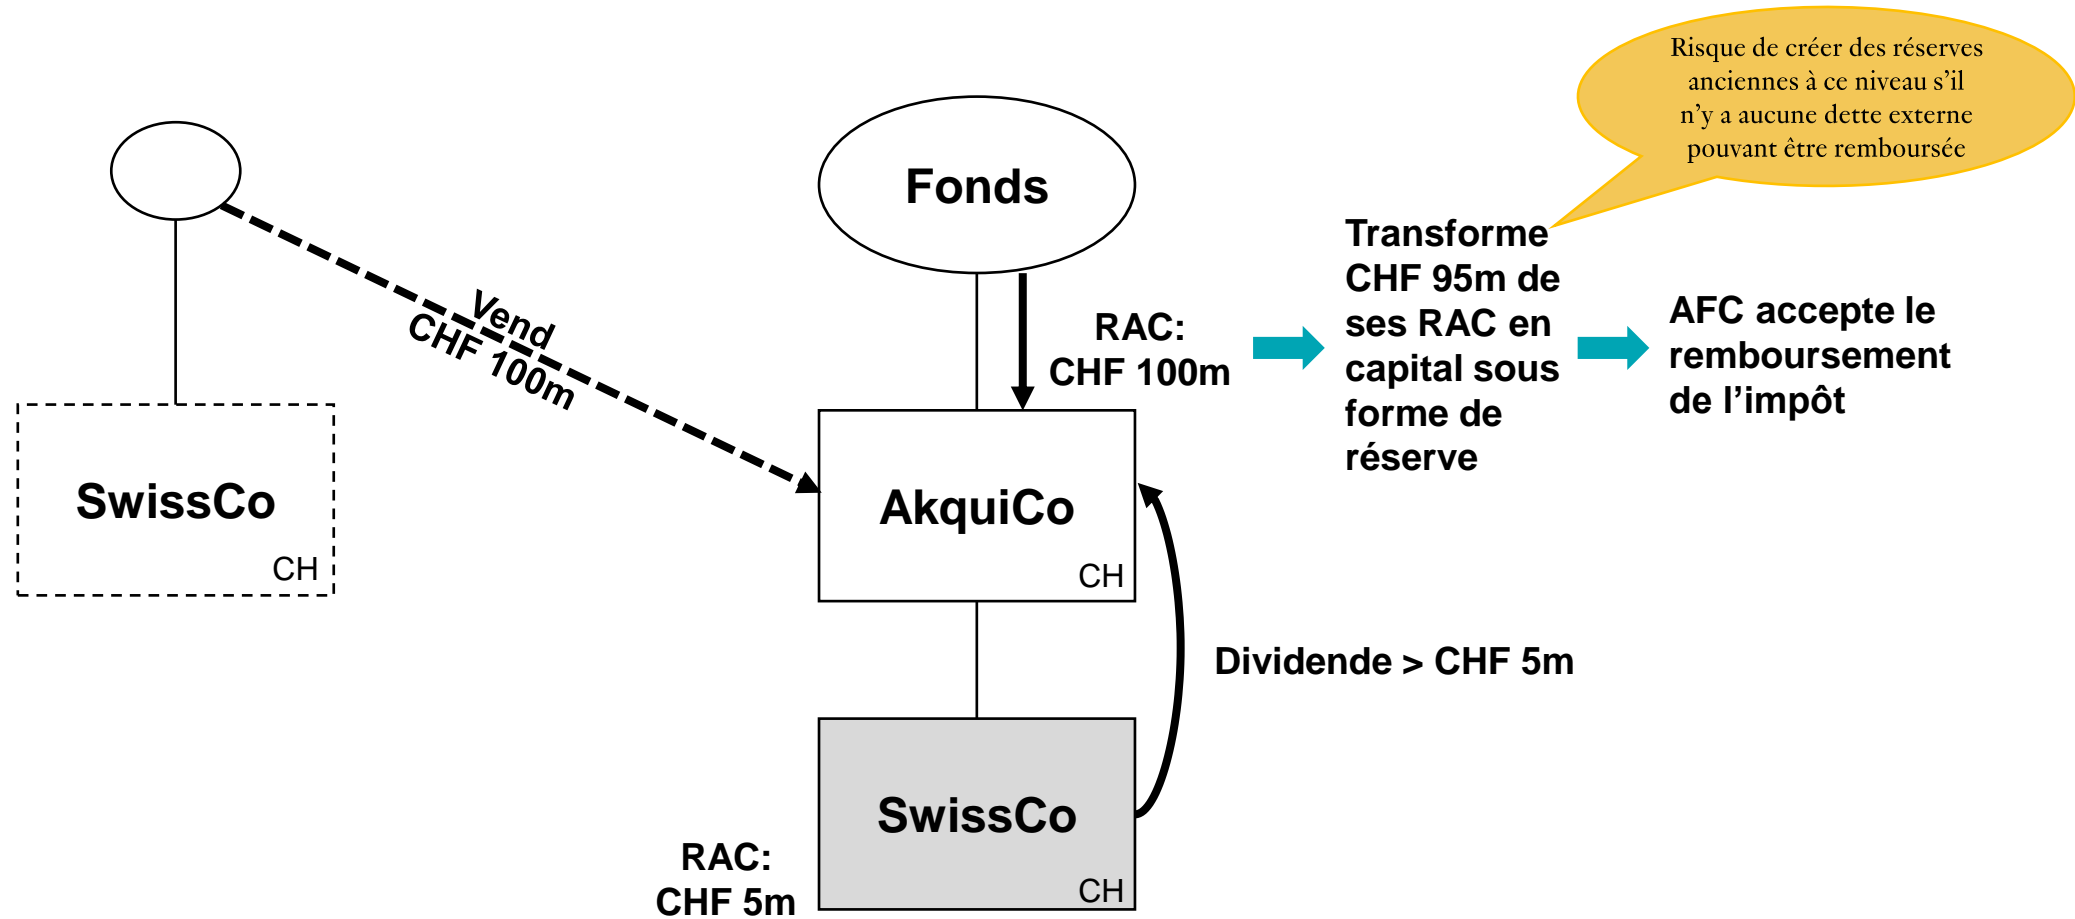 Risque de créer des réserves
anciennes à ce niveau s’il
n’y a aucune dette externe
pouvant être remboursée
Fonds
Vend
CHF 100m
RAC:
CHF 100m
Transforme
CHF 95m de
ses RAC en
capital sous
forme de
réserve
AFC accepte le
remboursement
de l’impôt
SwissCo
CH
AkquiCo
CH
Dividende > CHF 5m
SwissCo
CH
RAC:
CHF 5m